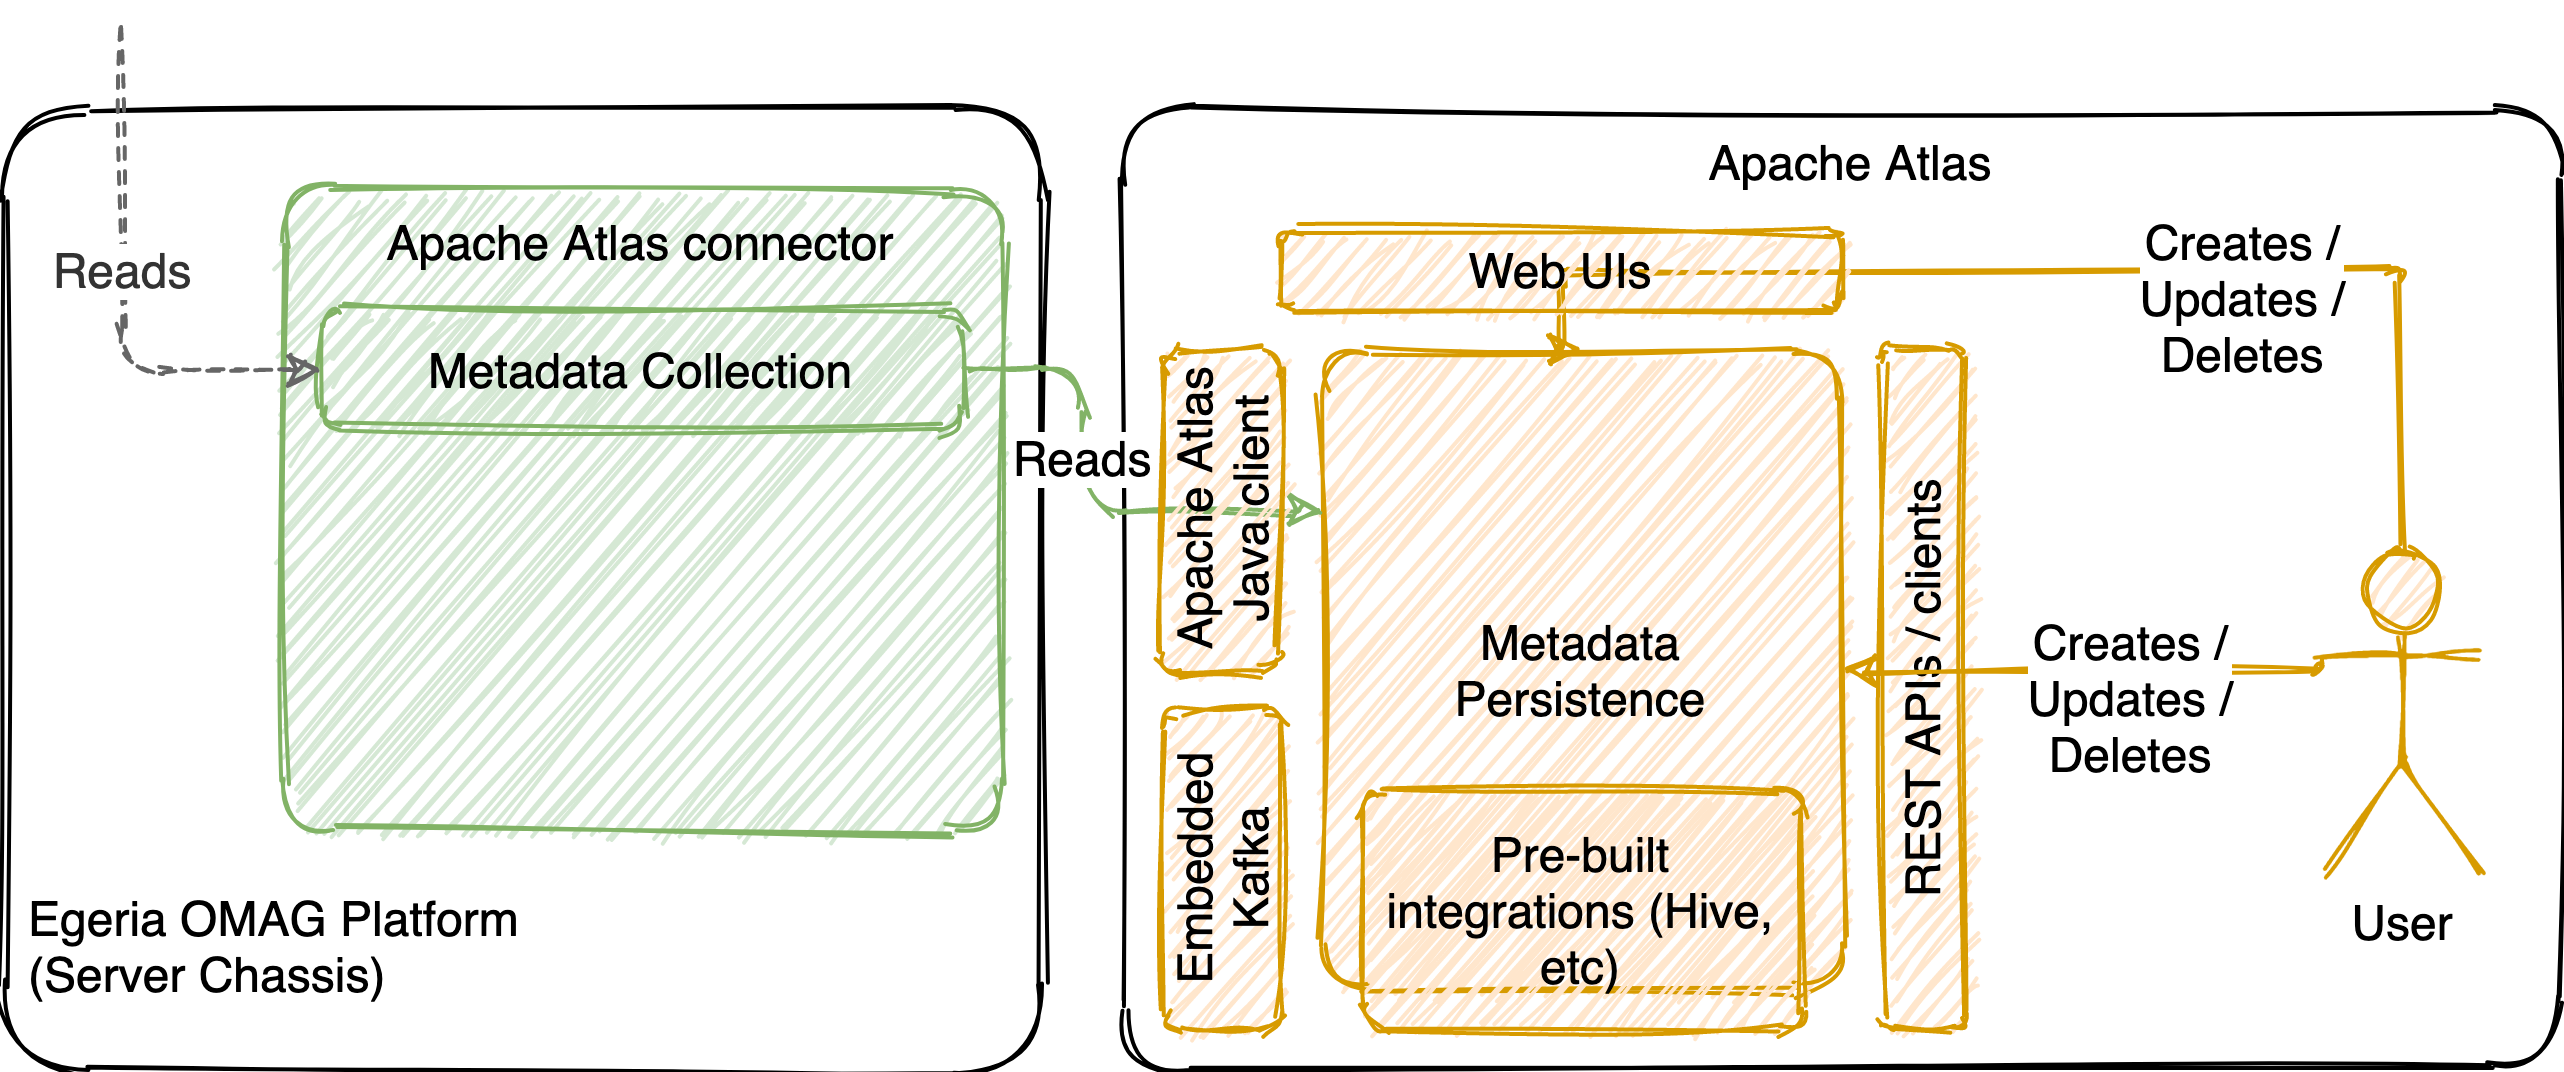 Reads
Apache Atlas connector
Metadata Collection
Egeria OMAG Platform
(Server Chassis)
Reads
Apache Atlas
Web UIs
Apache Atlas
Java client
Embedded
Kafka
Metadata
Persistence
Pre-built
integrations (Hive,
etc)
REST APIs / clients
Creates /
Updates /
Deletes
Creates /
Updates /
Deletes
User